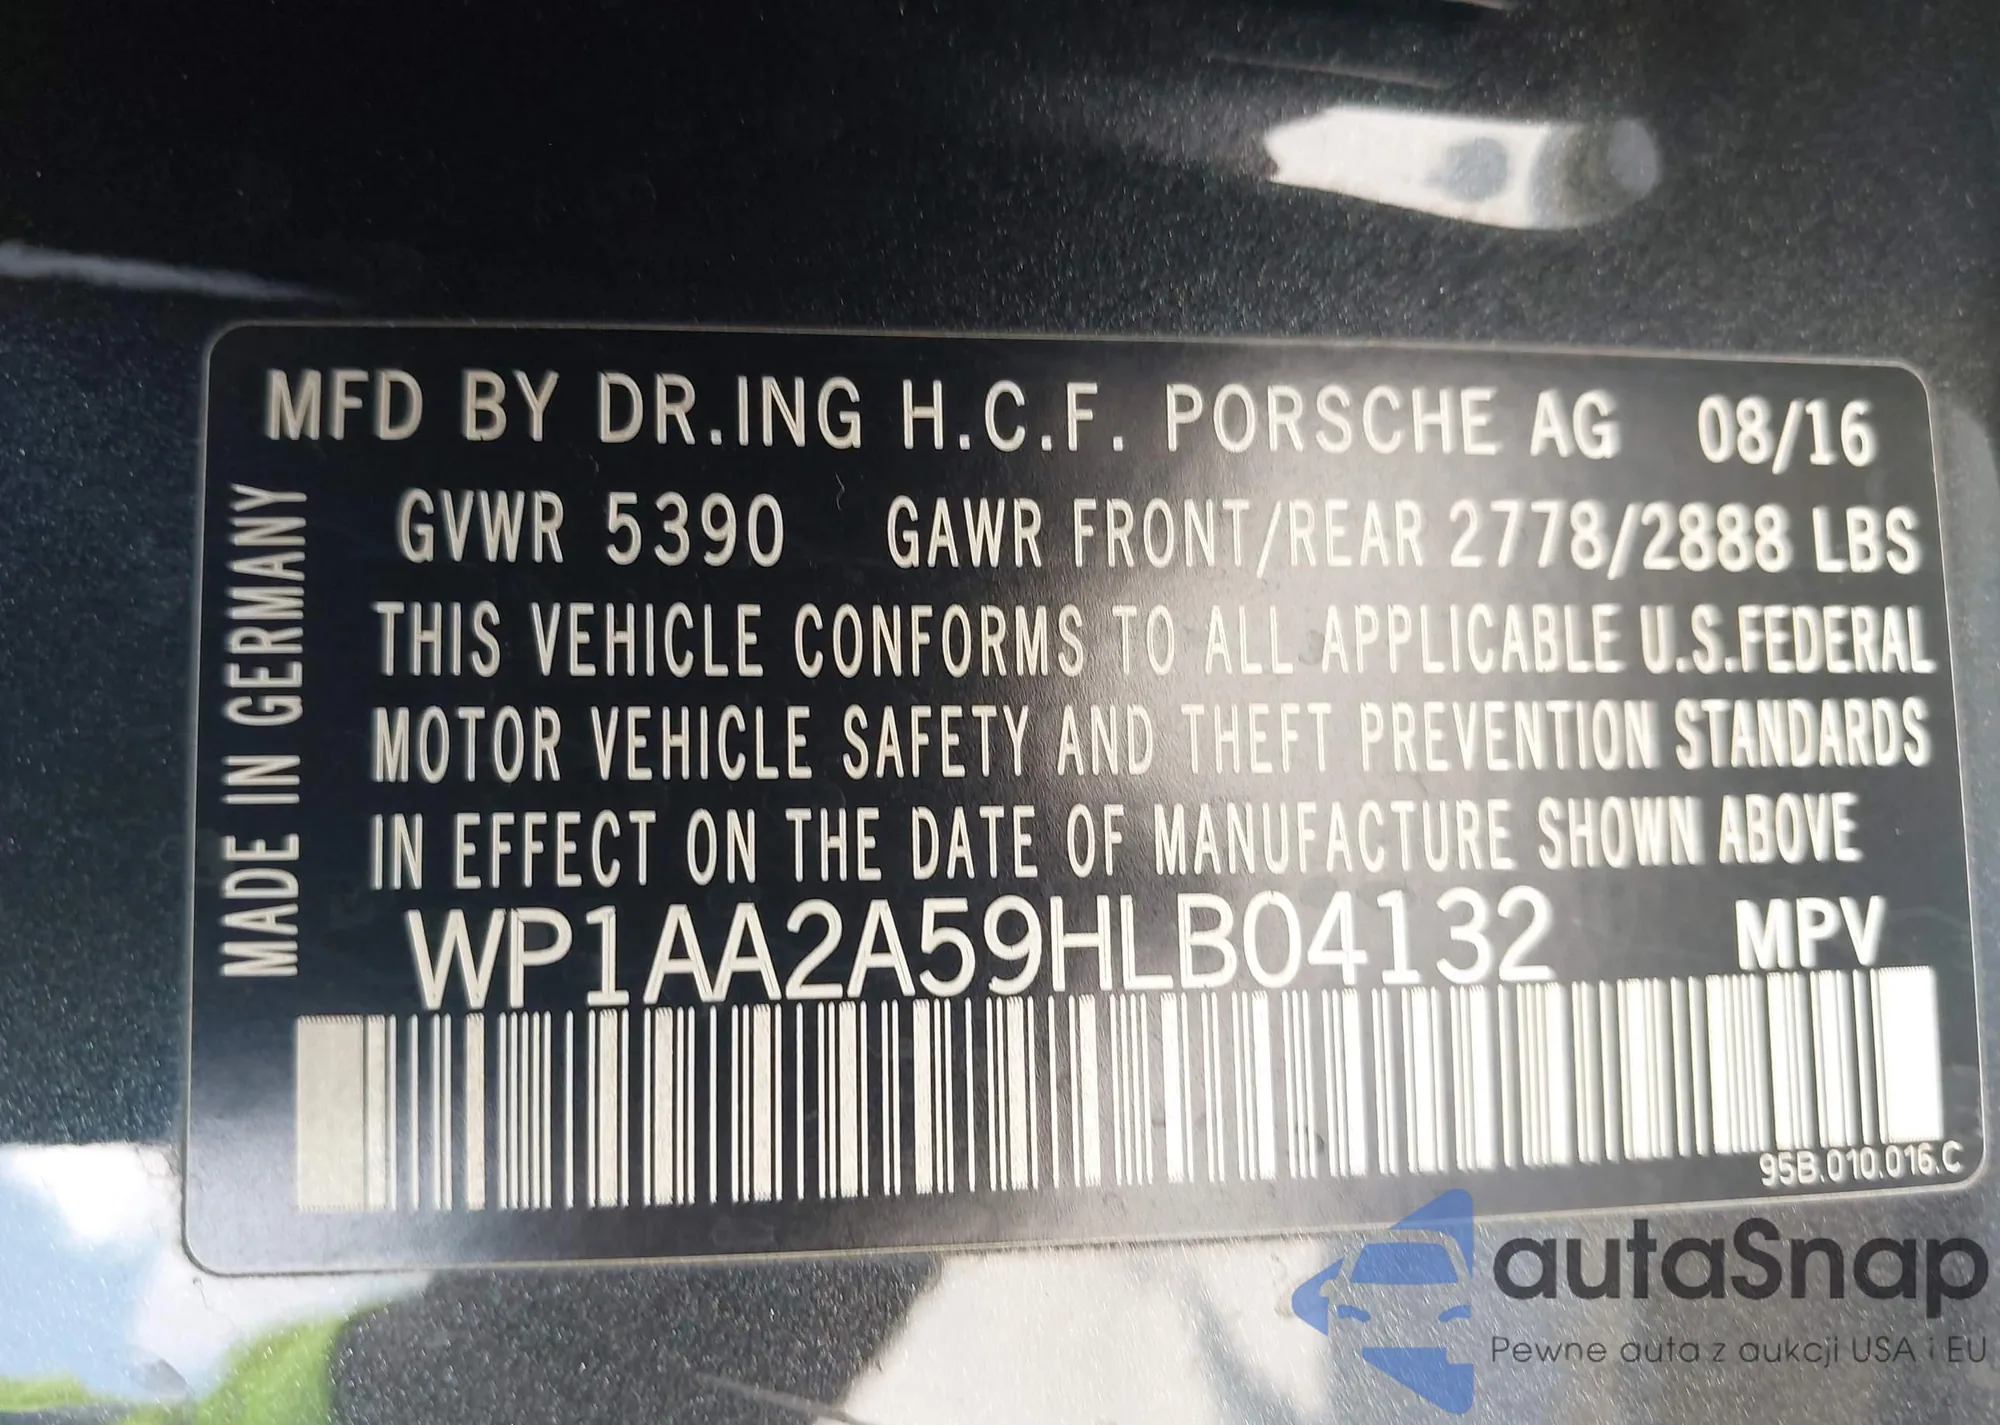 MFD BY DR.ING H.C.F. PORSCHE AG 08/16
GVWR 5390 GAWR FRONT/REAR 2778/2888 LBS
THIS VEHICLE CONFORMS TO ALL APPLICABLE U.S.FEDERAL
MOTOR VEHICLE SAFETY AND THEFT PREVENTION STANDARDS
IN EFFECT ON THE DATE OF MANUFACTURE SHOWN ABOVE
WP1AA2A59HLB04132 MPV
95B.010.016.C
MADE IN GERMANY
autaSnap
Pewne auta z aukcji USA i EU